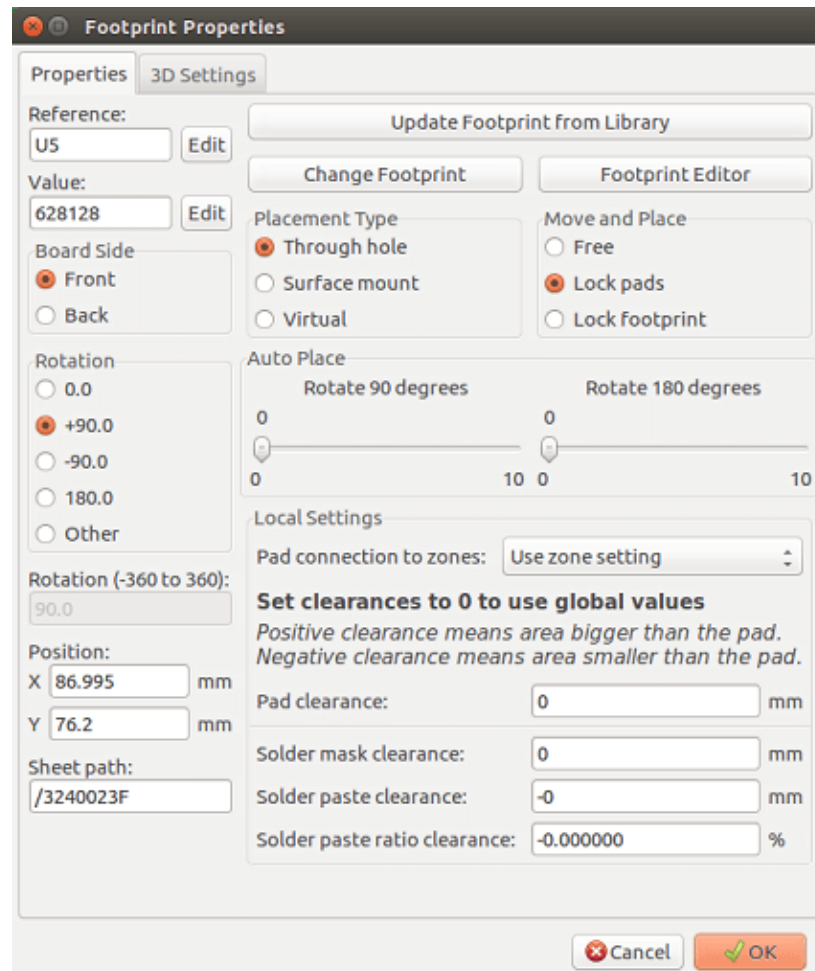 Footprint Properties
Properties
3D Settings
Reference:
U5
Edit
Value:
628128
Edit
Board Side
Front
Back
Rotation
0.0
+90.0
-90.0
180.0
Other
Rotation (-360 to 360):
90.0
Position:
X 86.995 mm
Y 76.2 mm
Sheet path:
/3240023F
Update Footprint from Library
Change Footprint
Footprint Editor
Placement Type
Through hole
Surface mount
Virtual
Move and Place
Free
Lock pads
Lock footprint
Auto Place
Rotate 90 degrees
0
0 10
Rotate 180 degrees
0
0 10
Local Settings
Pad connection to zones: Use zone setting
Set clearances to 0 to use global values
Positive clearance means area bigger than the pad.
Negative clearance means area smaller than the pad.
Pad clearance: 0 mm
Solder mask clearance: 0 mm
Solder paste clearance: -0 mm
Solder paste ratio clearance: -0.000000 %
Cancel
OK